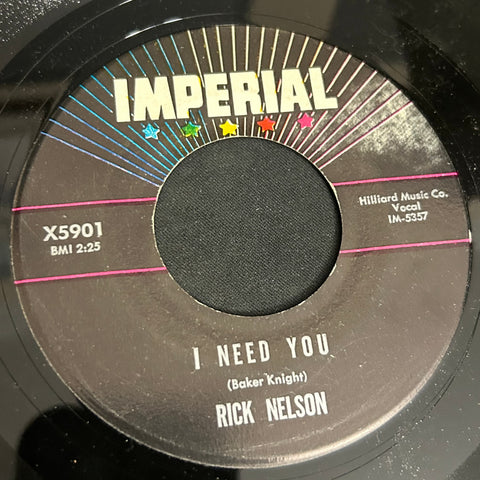 IMPERIAL
X5901
BMI 2:25
Hilliard Music Co.
Vocal
IM-5357
I NEED YOU
(Baker Knight)
RICK NELSON